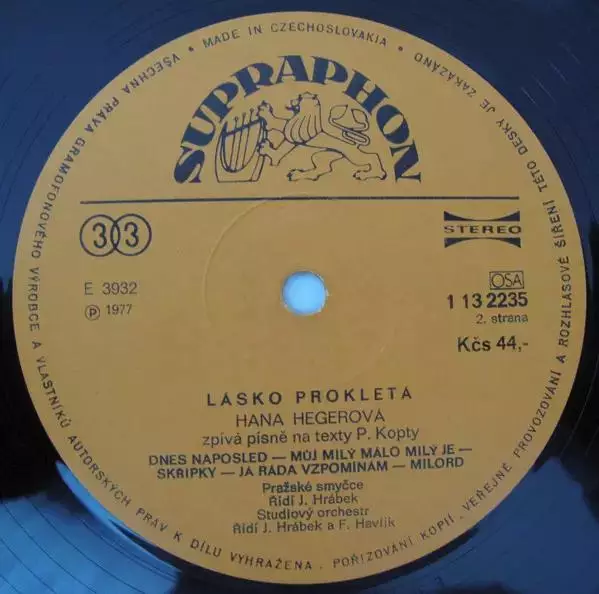 MADE IN CZECHOSLOVAKIA • VŠECHNA PRÁVA GRAMOFONOVÉHO VÝROBCE A VLASTNÍKŮ AUTORSKÝCH PRÁV K DÍLU VYHRAŽENA. POŘIZOVÁNÍ KOPIÍ, VEŘEJNÉ PROVOZOVÁNÍ A ROZHLASOVÉ ŠÍŘENÍ TÉTO DESKY JE ZAKÁZÁNO •
SUPRAPHON
33
STEREO
E 3932
OSA
Ⓟ 1977
1 13 2235
2. strana
Kčs 44,-
LÁSKO PROKLETÁ
HANA HEGEROVÁ
zpívá písně na texty P. Kopty
DNES NAPOSLED — MŮJ MILÝ MÁLO MILÝ JE —
SKŘIPKY — JÁ RÁDA VZPOMÍNÁM — MILORD
Pražské smyčce
Řídí J. Hrábek
Studiový orchestr
Řídí J. Hrábek a F. Havlík